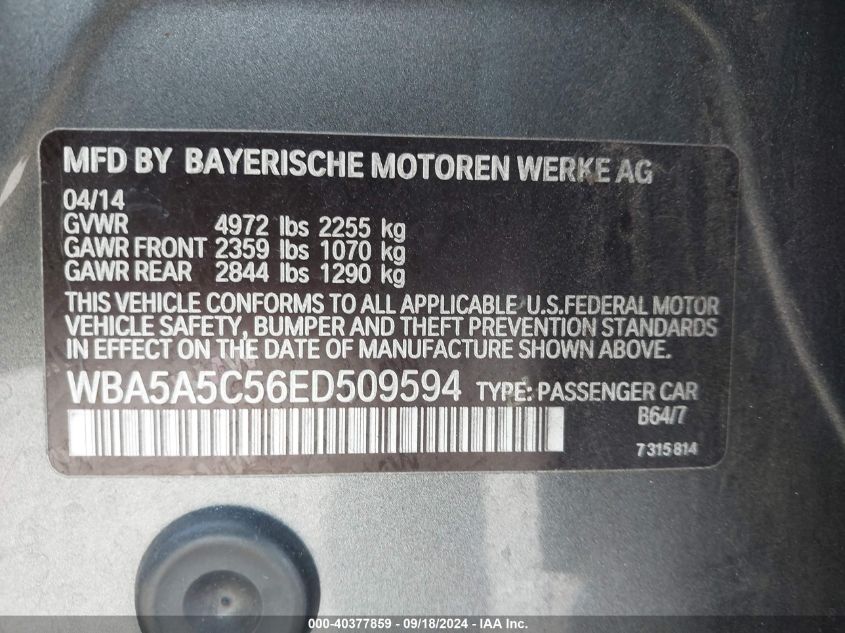 MFD BY BAYERISCHE MOTOREN WERKE AG
04/14
GVWR 4972 lbs 2255 kg
GAWR FRONT 2359 lbs 1070 kg
GAWR REAR 2844 lbs 1290 kg
THIS VEHICLE CONFORMS TO ALL APPLICABLE U.S.FEDERAL MOTOR
VEHICLE SAFETY, BUMPER AND THEFT PREVENTION STANDARDS
IN EFFECT ON THE DATE OF MANUFACTURE SHOWN ABOVE.
WBA5A5C56ED509594 TYPE: PASSENGER CAR
B64/7
7315814
000-40377859 - 09/18/2024 - IAA Inc.